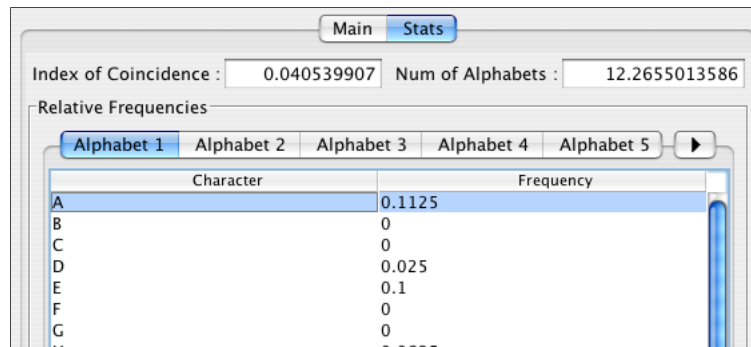 Main Stats
Index of Coincidence : 0.040539907 Num of Alphabets : 12.2655013586
Relative Frequencies
Alphabet 1 Alphabet 2 Alphabet 3 Alphabet 4 Alphabet 5
Character Frequency
A 0.1125
B 0
C 0
D 0.025
E 0.1
F 0
G 0